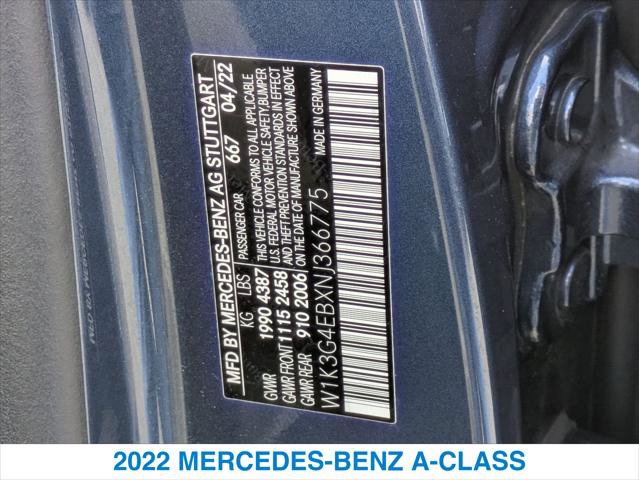 MFD BY MERCEDES-BENZ AG STUTTGART
667 04/22
KG LBS PASSENGER CAR
GVWR 1990 4387 THIS VEHICLE CONFORMS TO ALL APPLICABLE
U.S. FEDERAL MOTOR VEHICLE SAFETY,BUMPER
GAWR FRONT 1115 2458 AND THEFT PREVENTION STANDARDS IN EFFECT
GAWR REAR 910 2006 ON THE DATE OF MANUFACTURE SHOWN ABOVE
MADE IN GERMANY
W1K3G4EBXNJ366775
2022 MERCEDES-BENZ A-CLASS